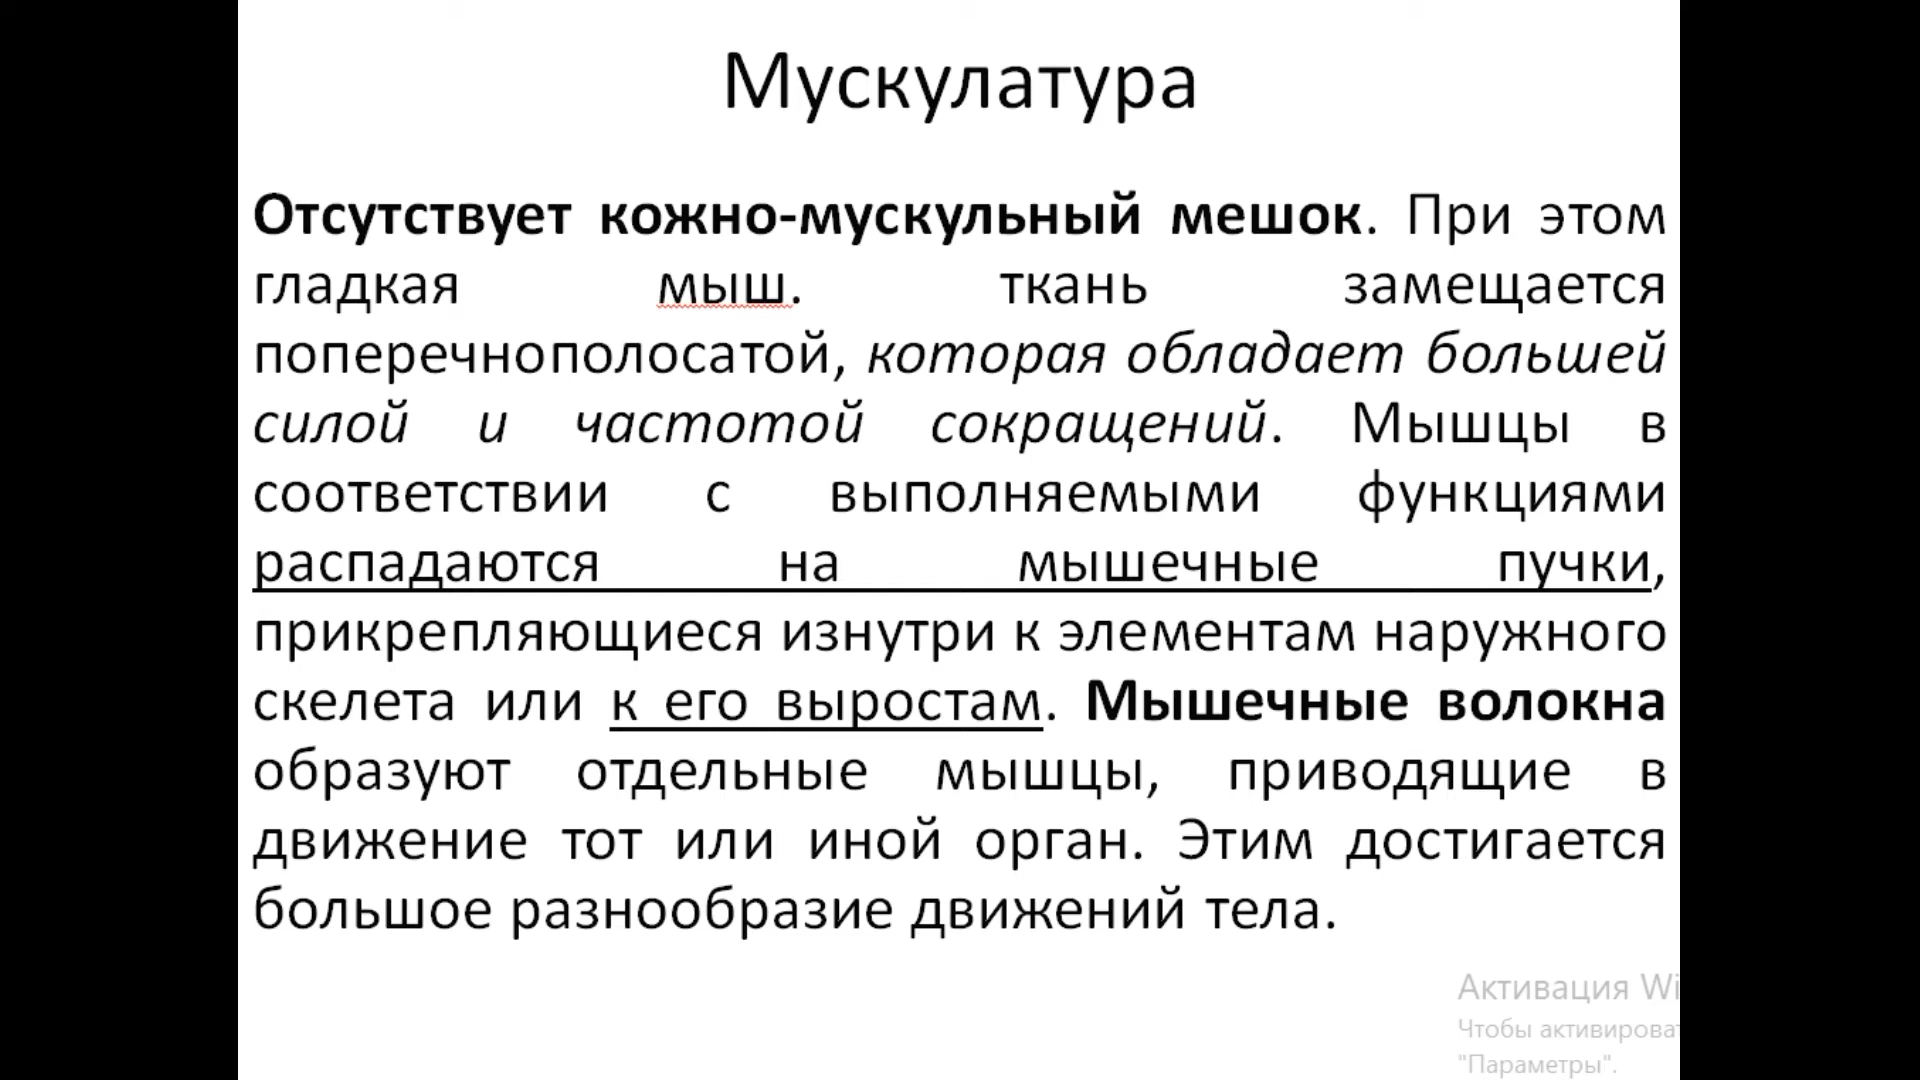 Мускулатура
Отсутствует кожно-мускульный мешок. При этом
гладкая мыш. ткань замещается
поперечнополосатой, которая обладает большей
силой и частотой сокращений. Мышцы в
соответствии с выполняемыми функциями
распадаются на мышечные пучки,
прикрепляющиеся изнутри к элементам наружного
скелета или к его выростам. Мышечные волокна
образуют отдельные мышцы, приводящие в
движение тот или иной орган. Этим достигается
большое разнообразие движений тела.
Активация Wi
Чтобы активироват
"Параметры".